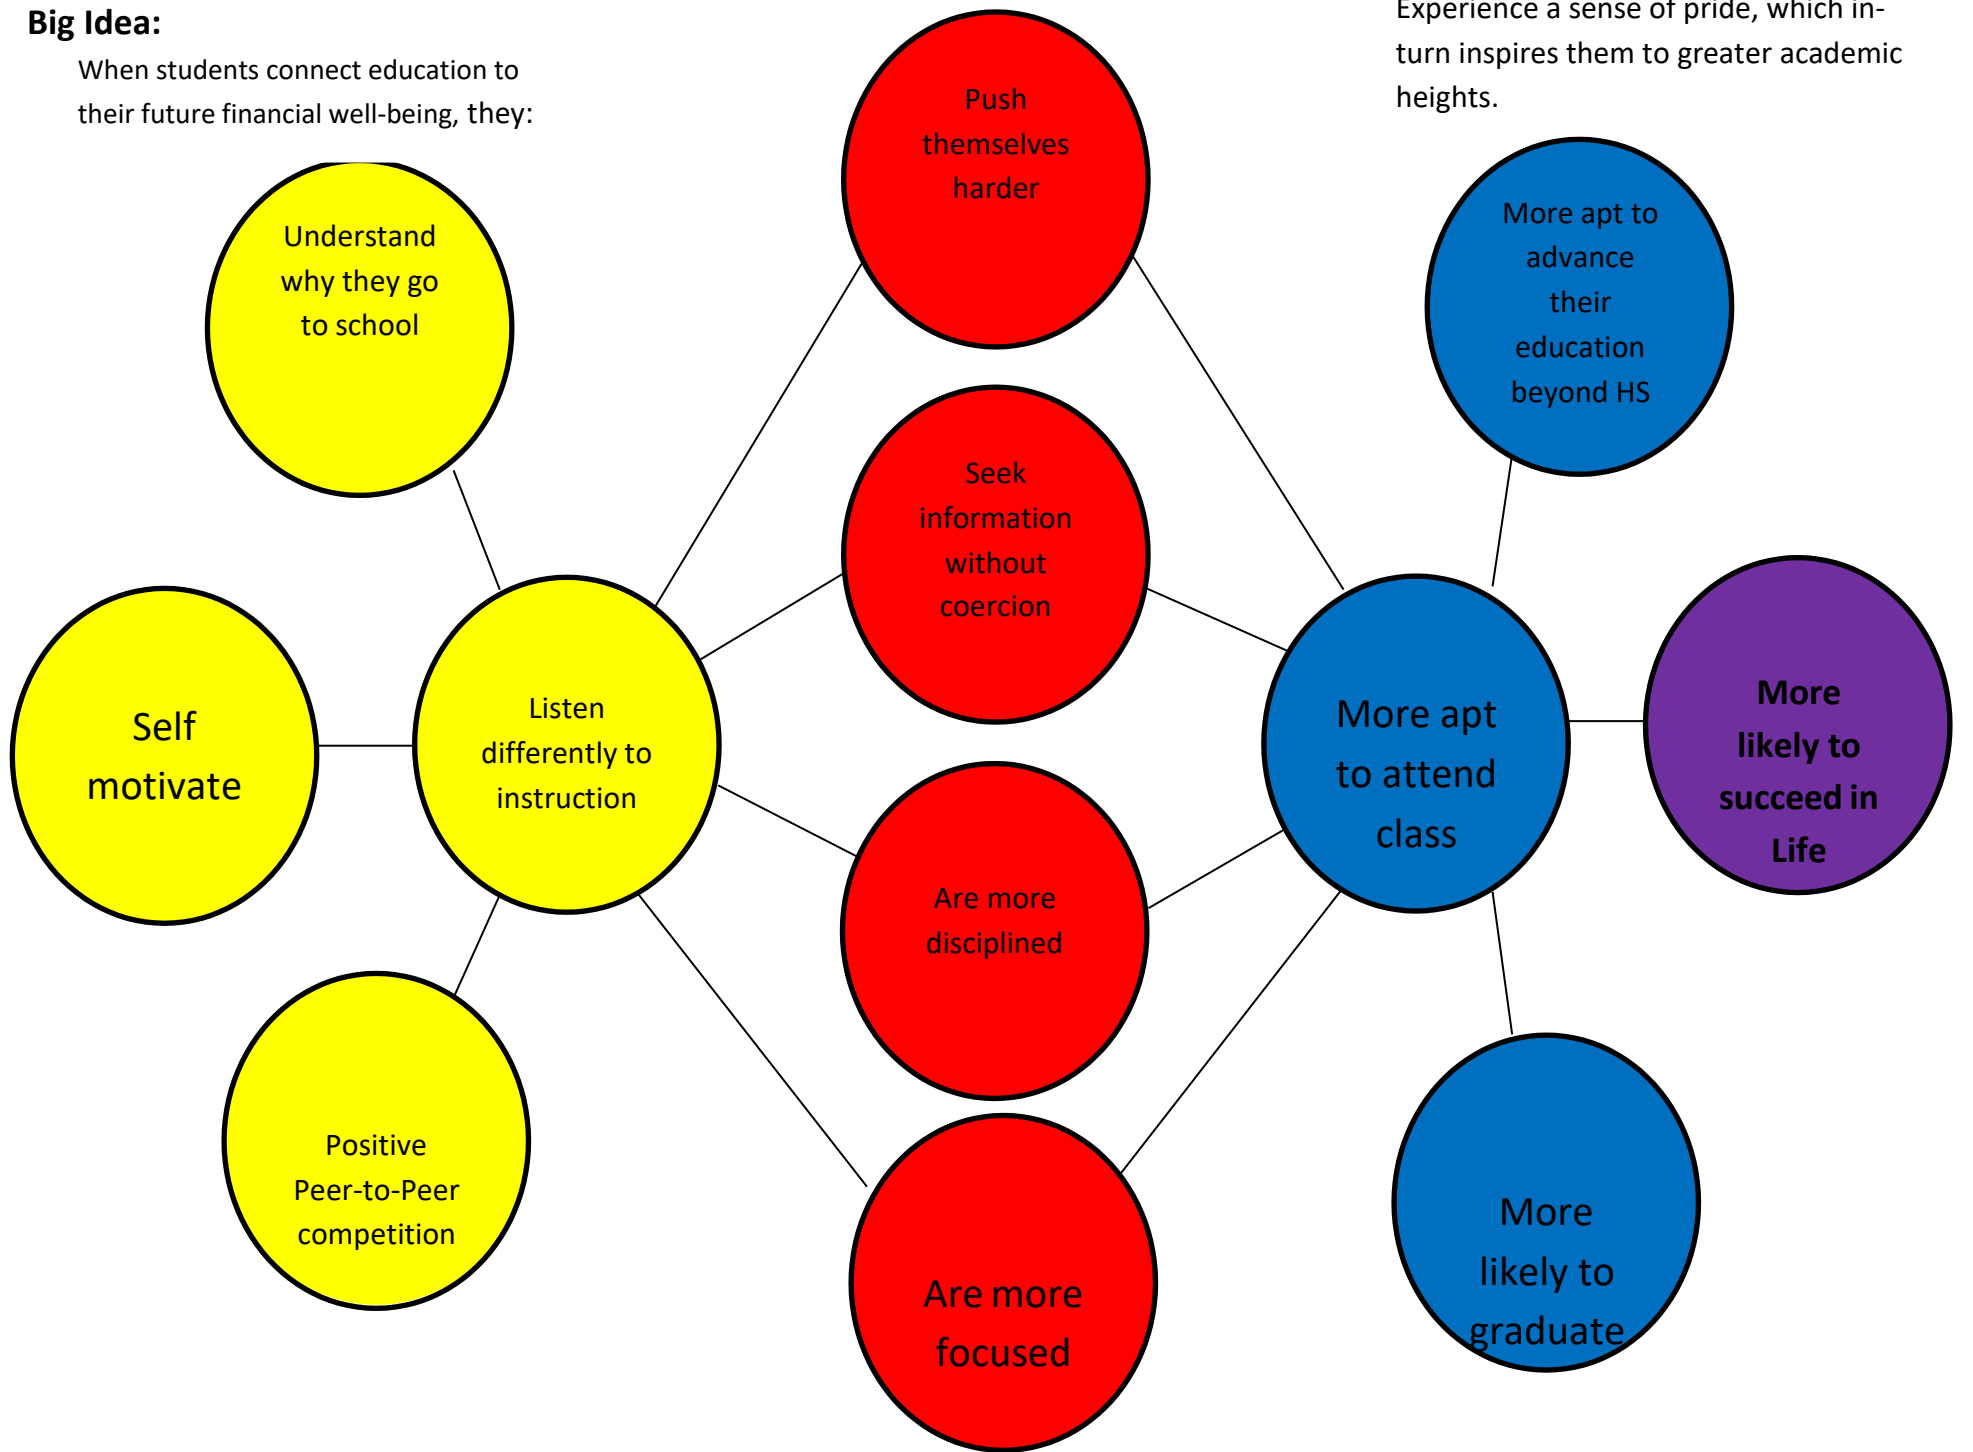 Big Idea:
When students connect education to
their future financial well-being, they:
Experience a sense of pride, which in-
turn inspires them to greater academic
heights.
Understand
why they go
to school
Self
motivate
Listen
differently to
instruction
Positive
Peer-to-Peer
competition
Push
themselves
harder
Seek
information
without
coercion
Are more
disciplined
Are more
focused
More apt to
advance
their
education
beyond HS
More apt
to attend
class
More
likely to
succeed in
Life
More
likely to
graduate